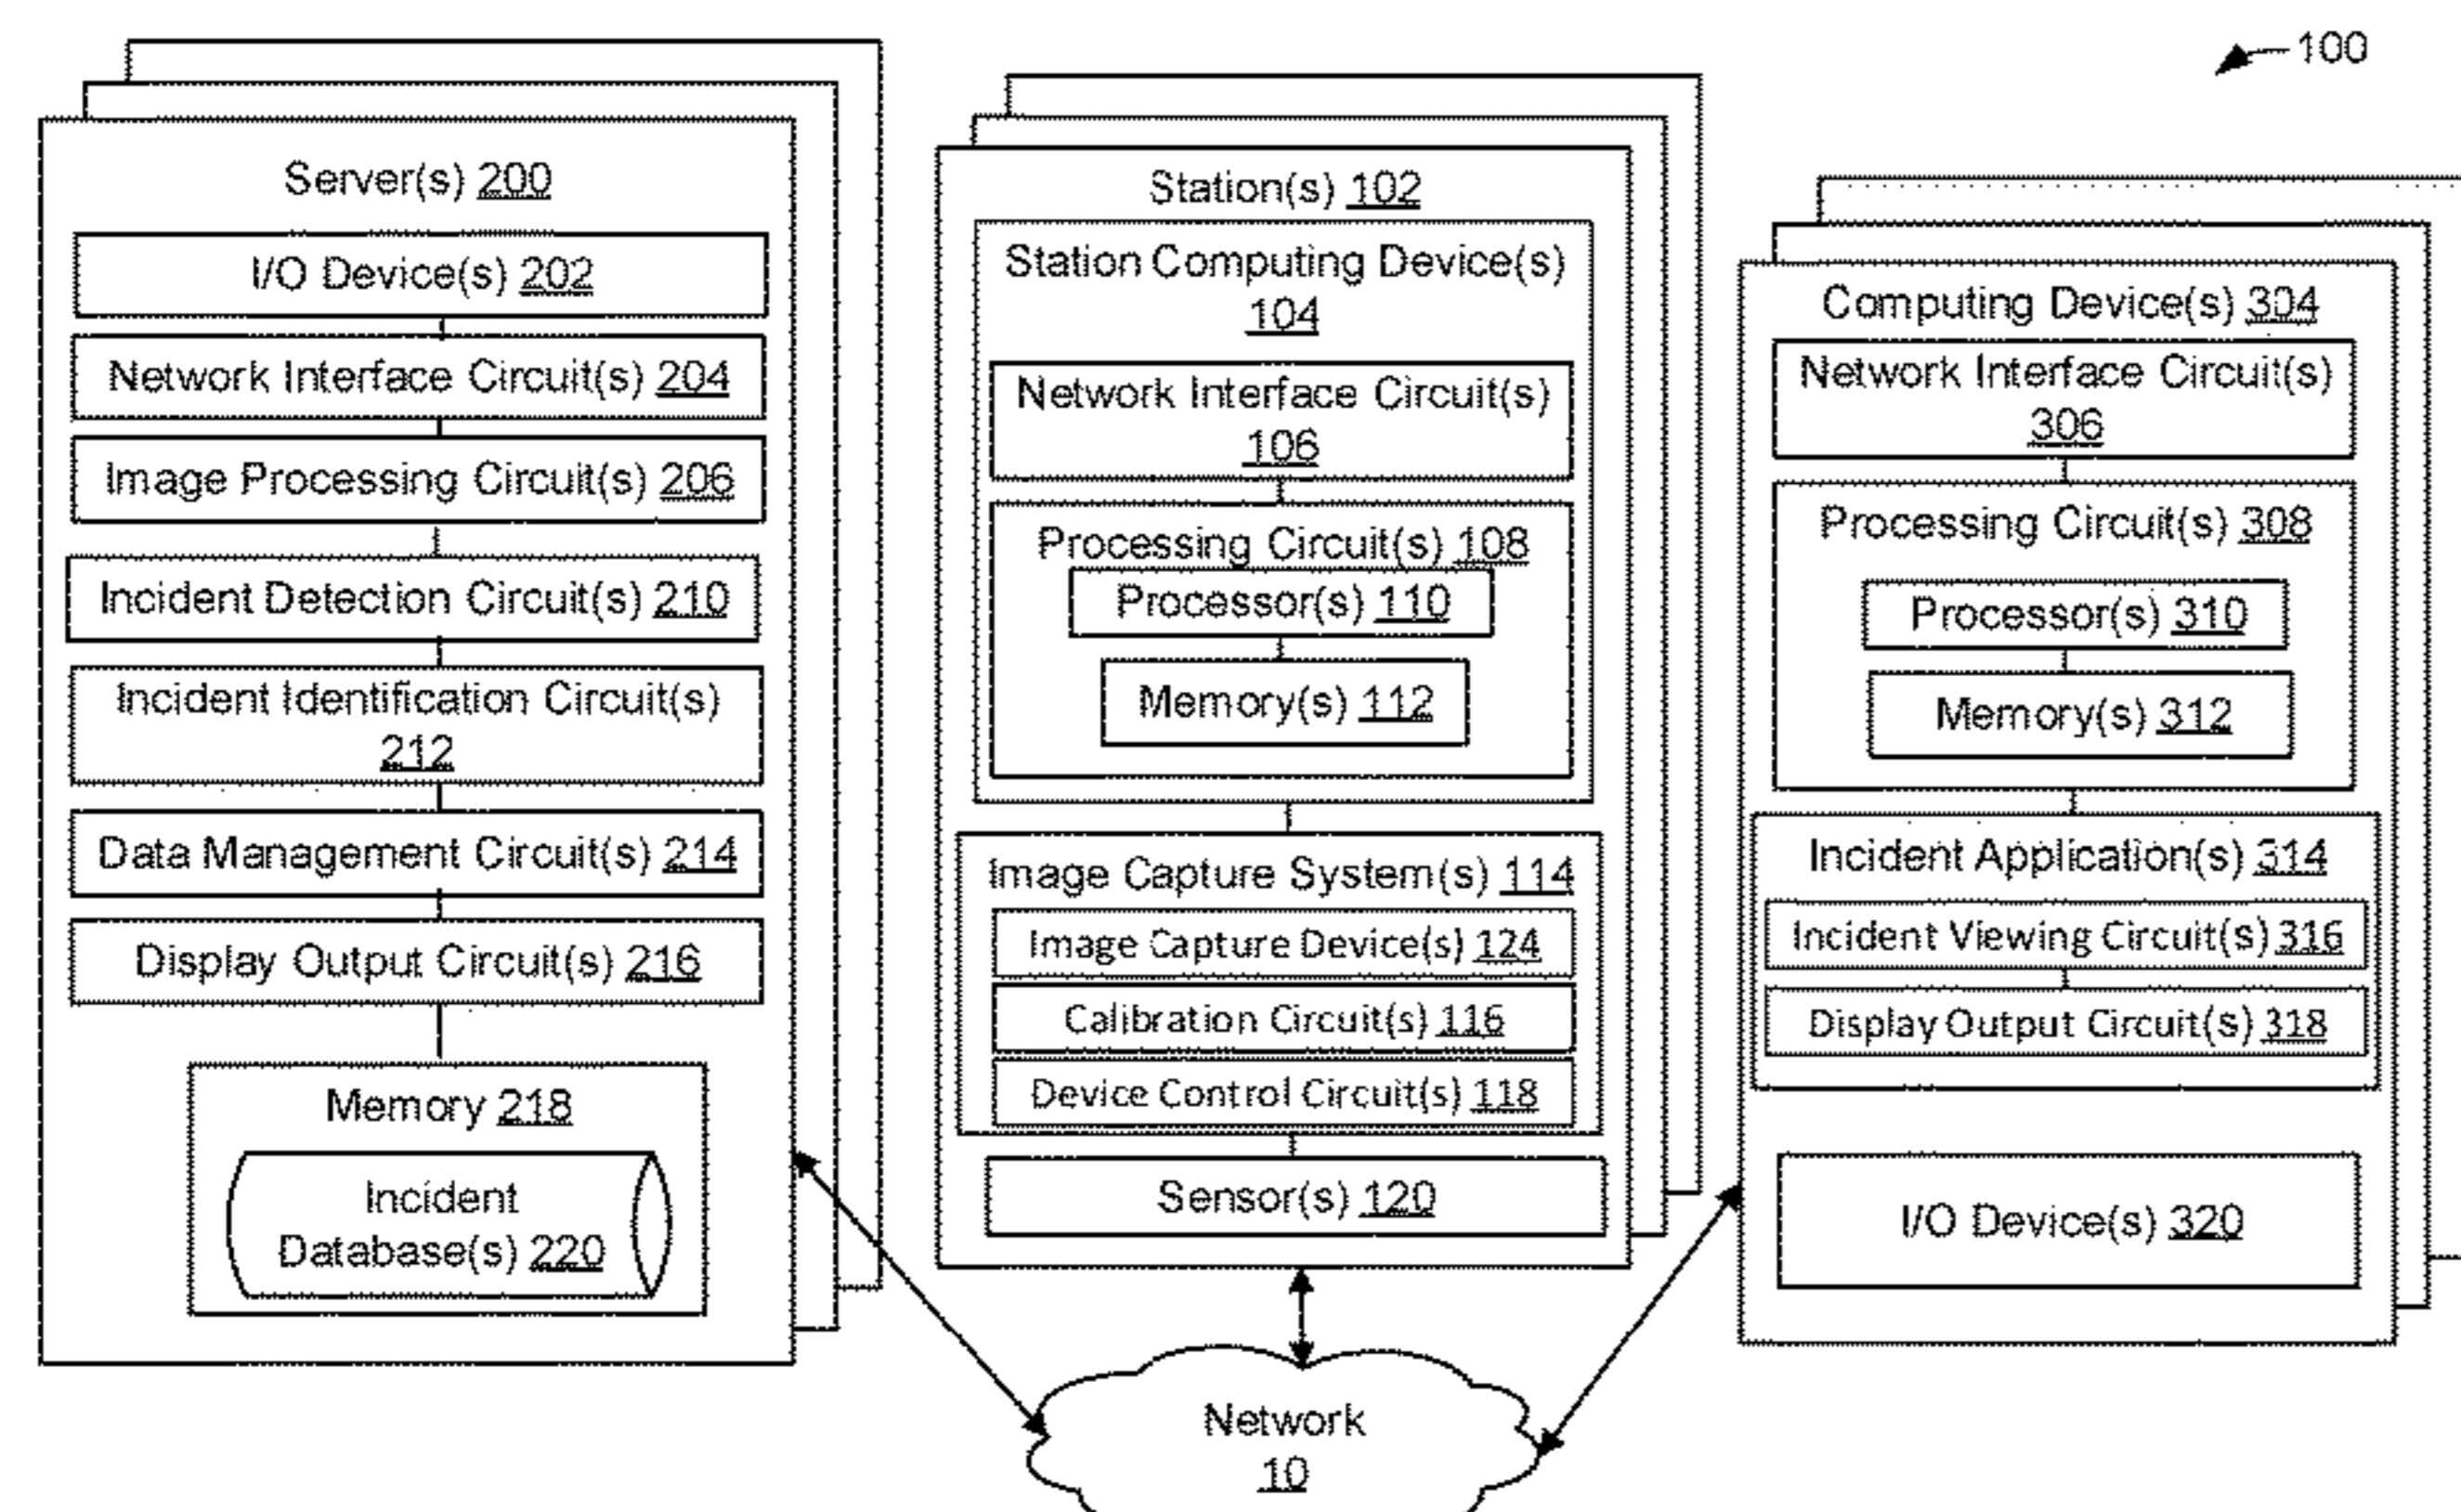 100
Server(s) 200
I/O Device(s) 202
Network Interface Circuit(s) 204
Image Processing Circuit(s) 206
Incident Detection Circuit(s) 210
Incident Identification Circuit(s)
212
Data Management Circuit(s) 214
Display Output Circuit(s) 216
Memory 218
Incident
Database(s) 220
Station(s) 102
Station Computing Device(s)
104
Network Interface Circuit(s)
106
Processing Circuit(s) 108
Processor(s) 110
Memory(s) 112
Image Capture System(s) 114
Image Capture Device(s) 124
Calibration Circuit(s) 116
Device Control Circuit(s) 118
Sensor(s) 120
Computing Device(s) 304
Network Interface Circuit(s)
306
Processing Circuit(s) 308
Processor(s) 310
Memory(s) 312
Incident Application(s) 314
Incident Viewing Circuit(s) 316
Display Output Circuit(s) 318
I/O Device(s) 320
Network
10